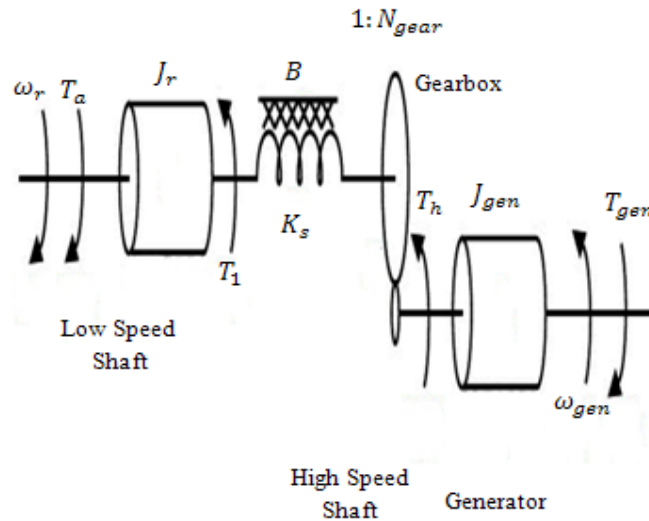 1: N_gear
ω_r T_a J_r B Gearbox
T_h J_gen T_gen
K_s
T_1
Low Speed
Shaft
ω_gen
High Speed
Shaft
Generator